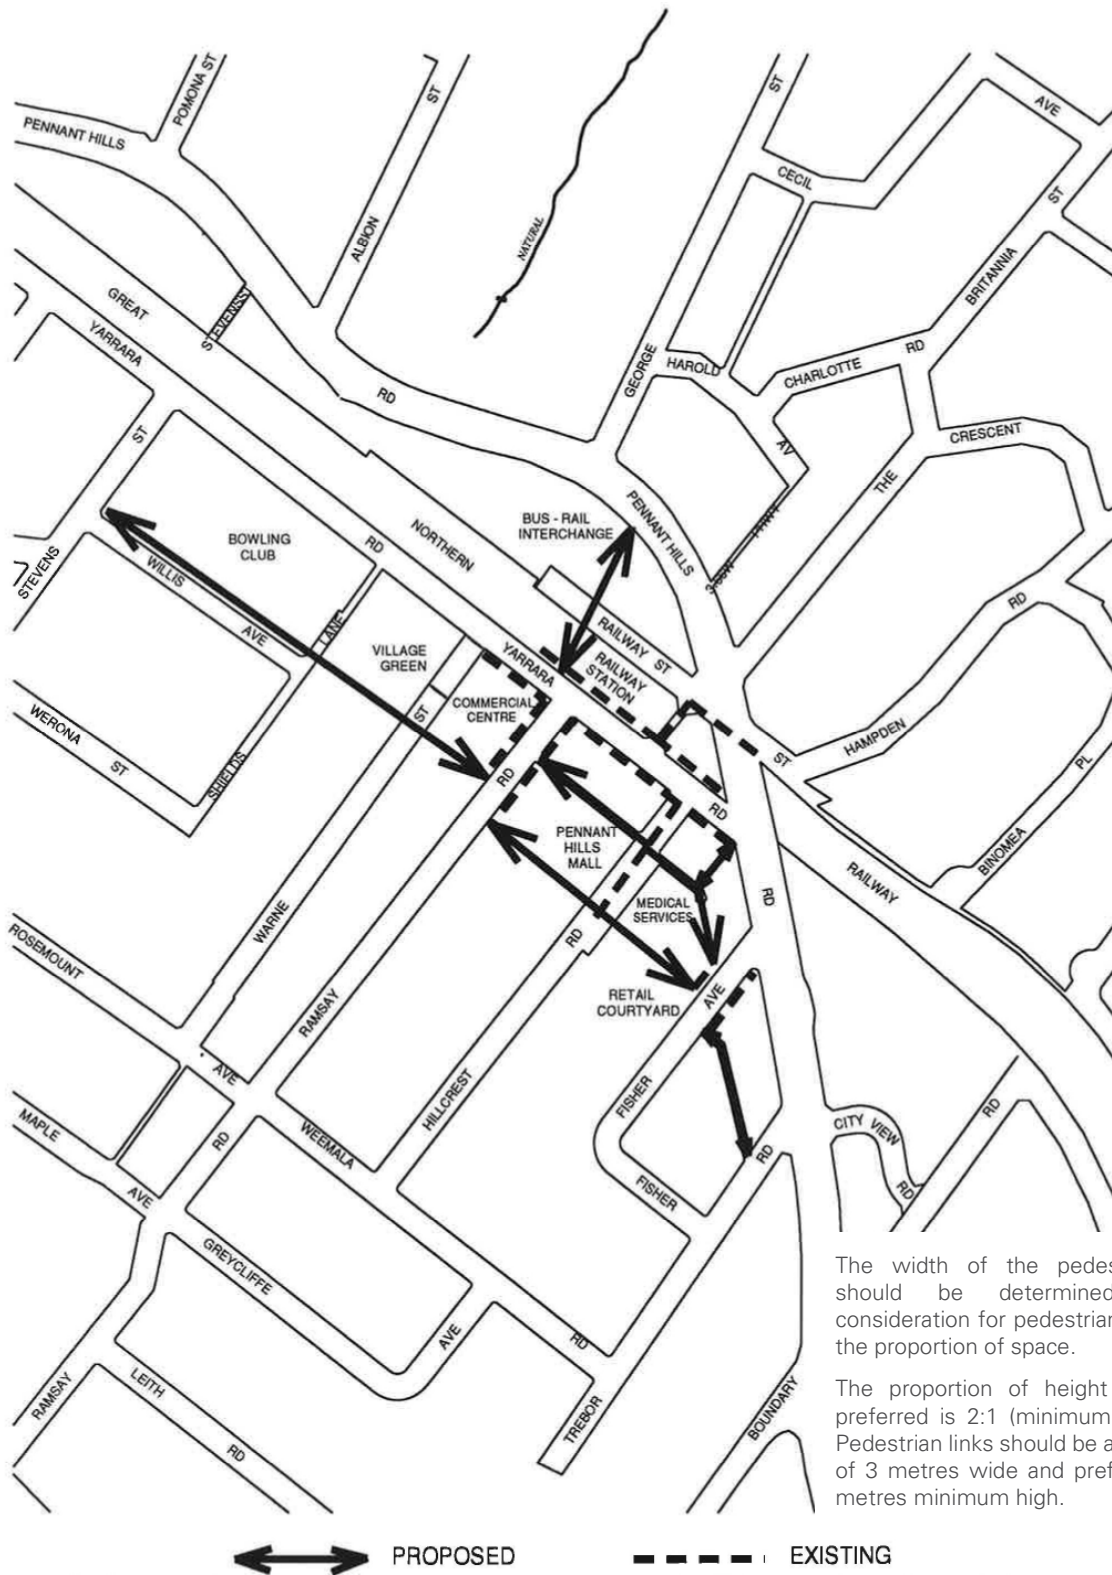 POMONA ST
PENNANT HILLS
ST
ALBION
NATURAL
ST
CECIL
AVE
ST
BRITANNIA
GREAT
STEVENSS
YARRARA
RD
GEORGE
HAROLD
AV
CHARLOTTE
RD
CRESCENT
THE
ST
BOWLING
CLUB
RD
NORTHERN
BUS - RAIL
INTERCHANGE
PENNANT HILLS
STEVENS
WILLIS
AVE
LANE
VILLAGE
GREEN
YARRARA
RAILWAY ST
RAILWAY
STATION
RD
COMMERCIAL
CENTRE
ST
WERONA
ST
SHIELDS
RD
RD
ST
HAMPDEN
PL
BINOMEA
PENNANT
HILLS
MALL
MEDICAL
SERVICES
RD
RD
RAILWAY
ROSEMOUNT
WARNE
RAMSAY
RETAIL
COURTYARD
AVE
AVE
HILLCREST
FISHER
MAPLE
AVE
RD
WEEMALA
FISHER
RD
CITY VIEW
RD
RD
GREYCLIFFE
AVE
RD
RAMSAY
LEITH
RD
TREBOR
BOUNDARY
The width of the pedes
should be determined
consideration for pedestrian
the proportion of space.
The proportion of height
preferred is 2:1 (minimum
Pedestrian links should be a
of 3 metres wide and pref
metres minimum high.
PROPOSED
EXISTING